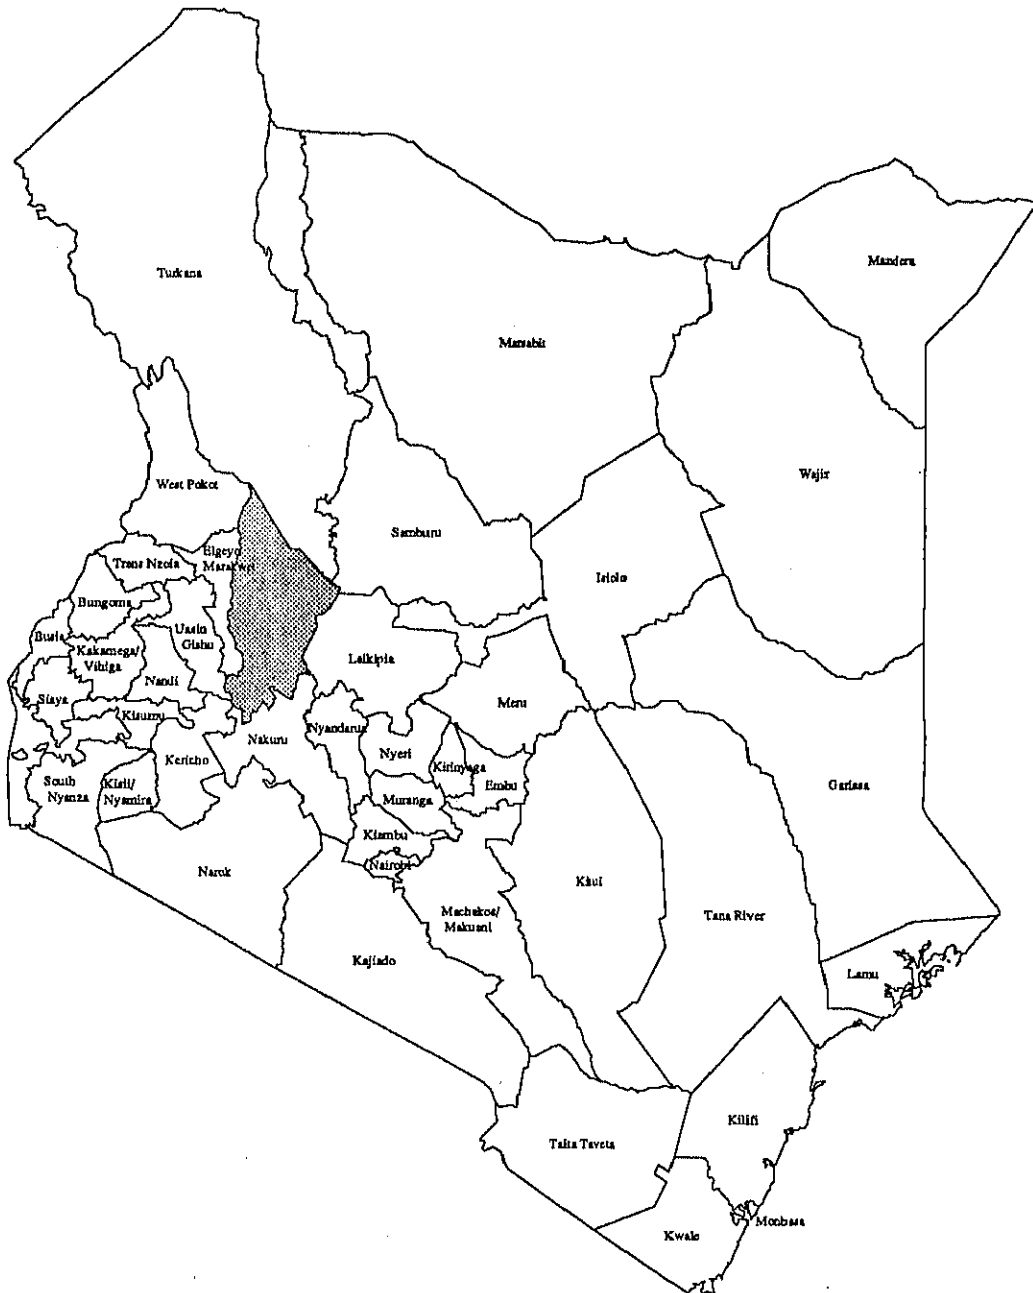 Turkana
Mandera
Marsabit
Wajir
West Pokot
Samburu
Elgeyo
Marakwet
Trans Nzoia
Isiolo
Bungoma
Busia
Uasin
Gishu
Kakamega/
Vihiga
Laikipia
Nandi
Siaya
Meru
Kisumu
Nyandarua
Nakuru
Nyeri
Kericho
Kirinyaga
South
Nyanza
Kisii/
Nyamira
Embu
Garissa
Muranga
Kiambu
Nairobi
Narok
Kitui
Machakos/
Makueni
Tana River
Kajiado
Lamu
Kilifi
Taita Taveta
Mombasa
Kwale